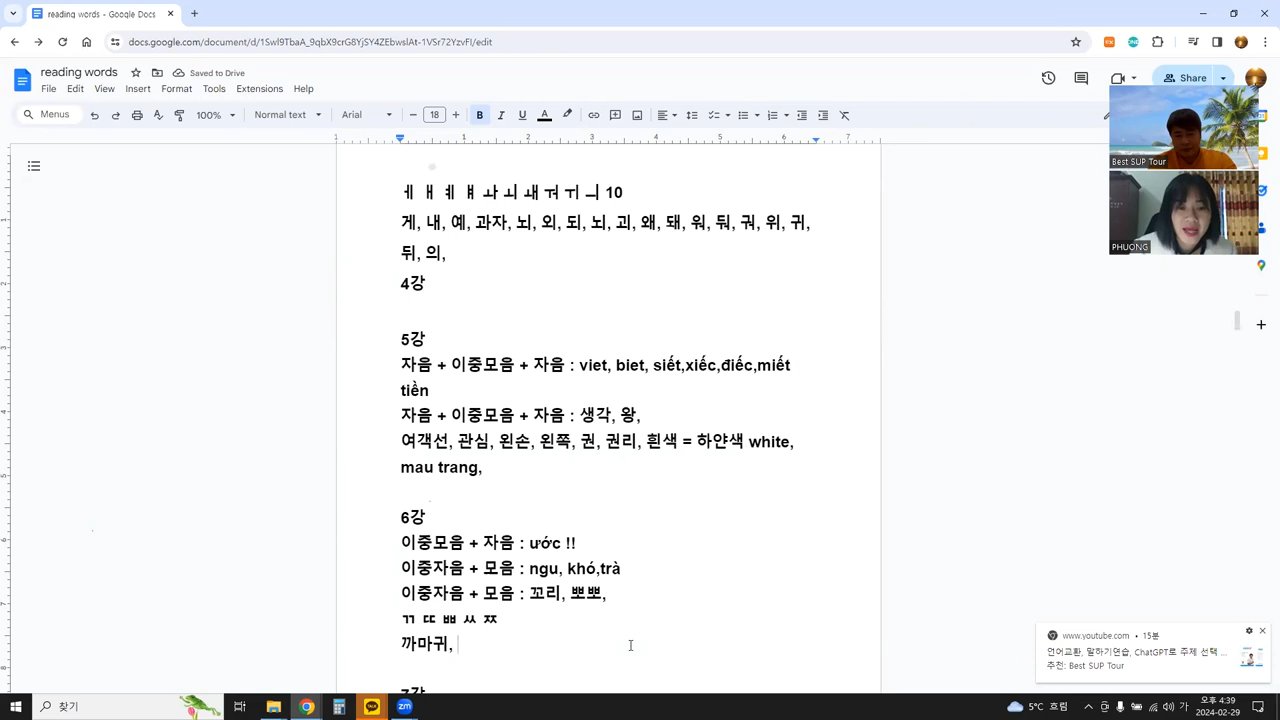 reading words - Google Docs
docs.google.com/document/d/1Swl9TbaA_9qbX9crG8YjSY4ZEbwslAt-1VSr72YzvFI/edit
reading words
Saved to Drive
File Edit View Insert Format Tools Extensions Help
Share
Menus
100%
Normal text
Arial
18
ㅔ ㅐ ㅖ ㅒ ㅘ ㅚ ㅙ ㅝ ㅟ ㅢ 10
게, 내, 예, 과자, 뇌, 외, 되, 뇌, 괴, 왜, 돼, 워, 둬, 궈, 위, 귀,
뒤, 의,
4강
5강
자음 + 이중모음 + 자음 : viet, biet, siết,xiếc,điếc,miết
tiền
자음 + 이중모음 + 자음 : 생각, 왕,
여객선, 관심, 왼손, 왼쪽, 권, 권리, 흰색 = 하얀색 white,
mau trang,
6강
이중모음 + 자음 : ước !!
이중자음 + 모음 : ngu, khó,trà
이중자음 + 모음 : 꼬리, 뽀뽀,
ㄲ ㄸ ㅃ ㅆ ㅉ
까마귀,
7강
Best SUP Tour
PHUONG
www.youtube.com • 15분
언어교환, 말하기연습, ChatGPT로 주제 선택 ...
추천: Best SUP Tour
찾기
TALK
zm
5°C 흐림
가
오후 4:39
2024-02-29